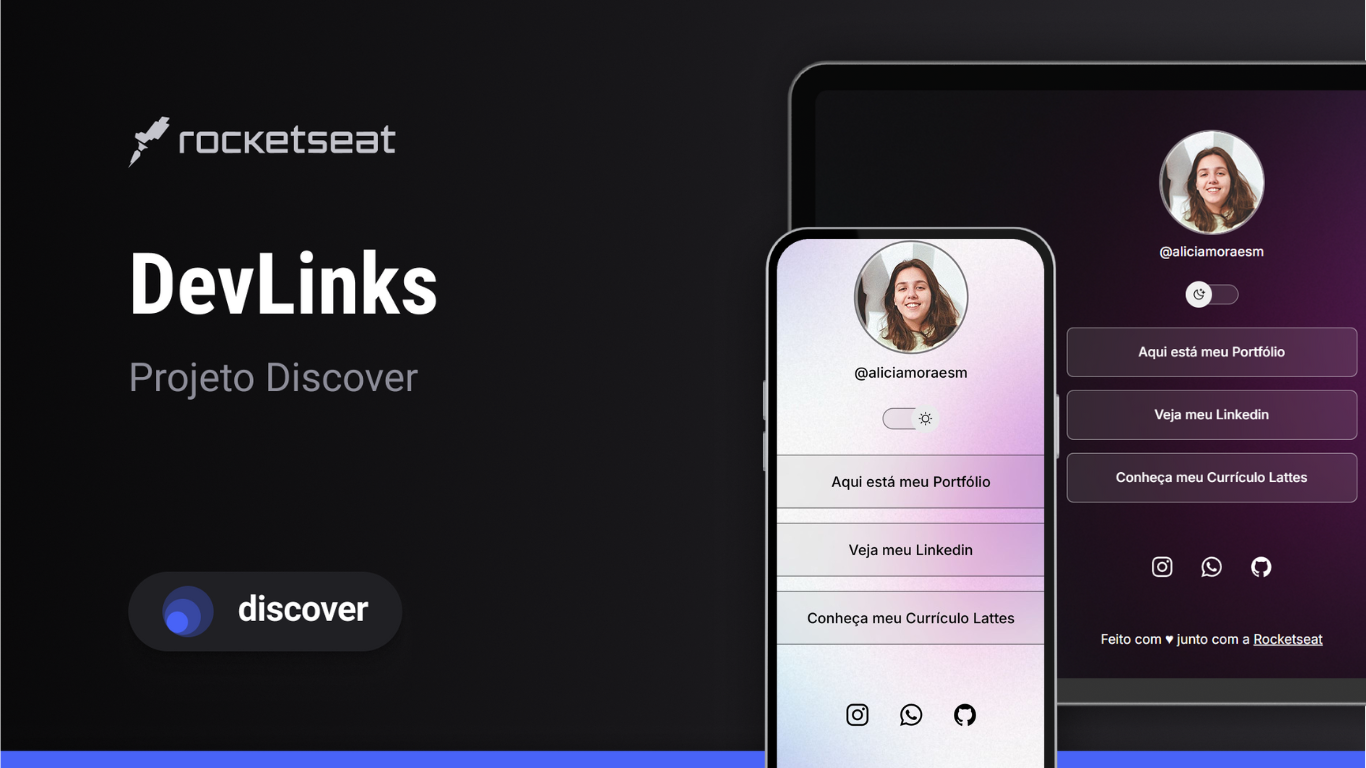 rocketseat
DevLinks
Projeto Discover
discover
@aliciamoraesm
Aqui está meu Portfólio
Veja meu Linkedin
Conheça meu Currículo Lattes
@aliciamoraesm
Aqui está meu Portfólio
Veja meu Linkedin
Conheça meu Currículo Lattes
Feito com ♥ junto com a Rocketseat